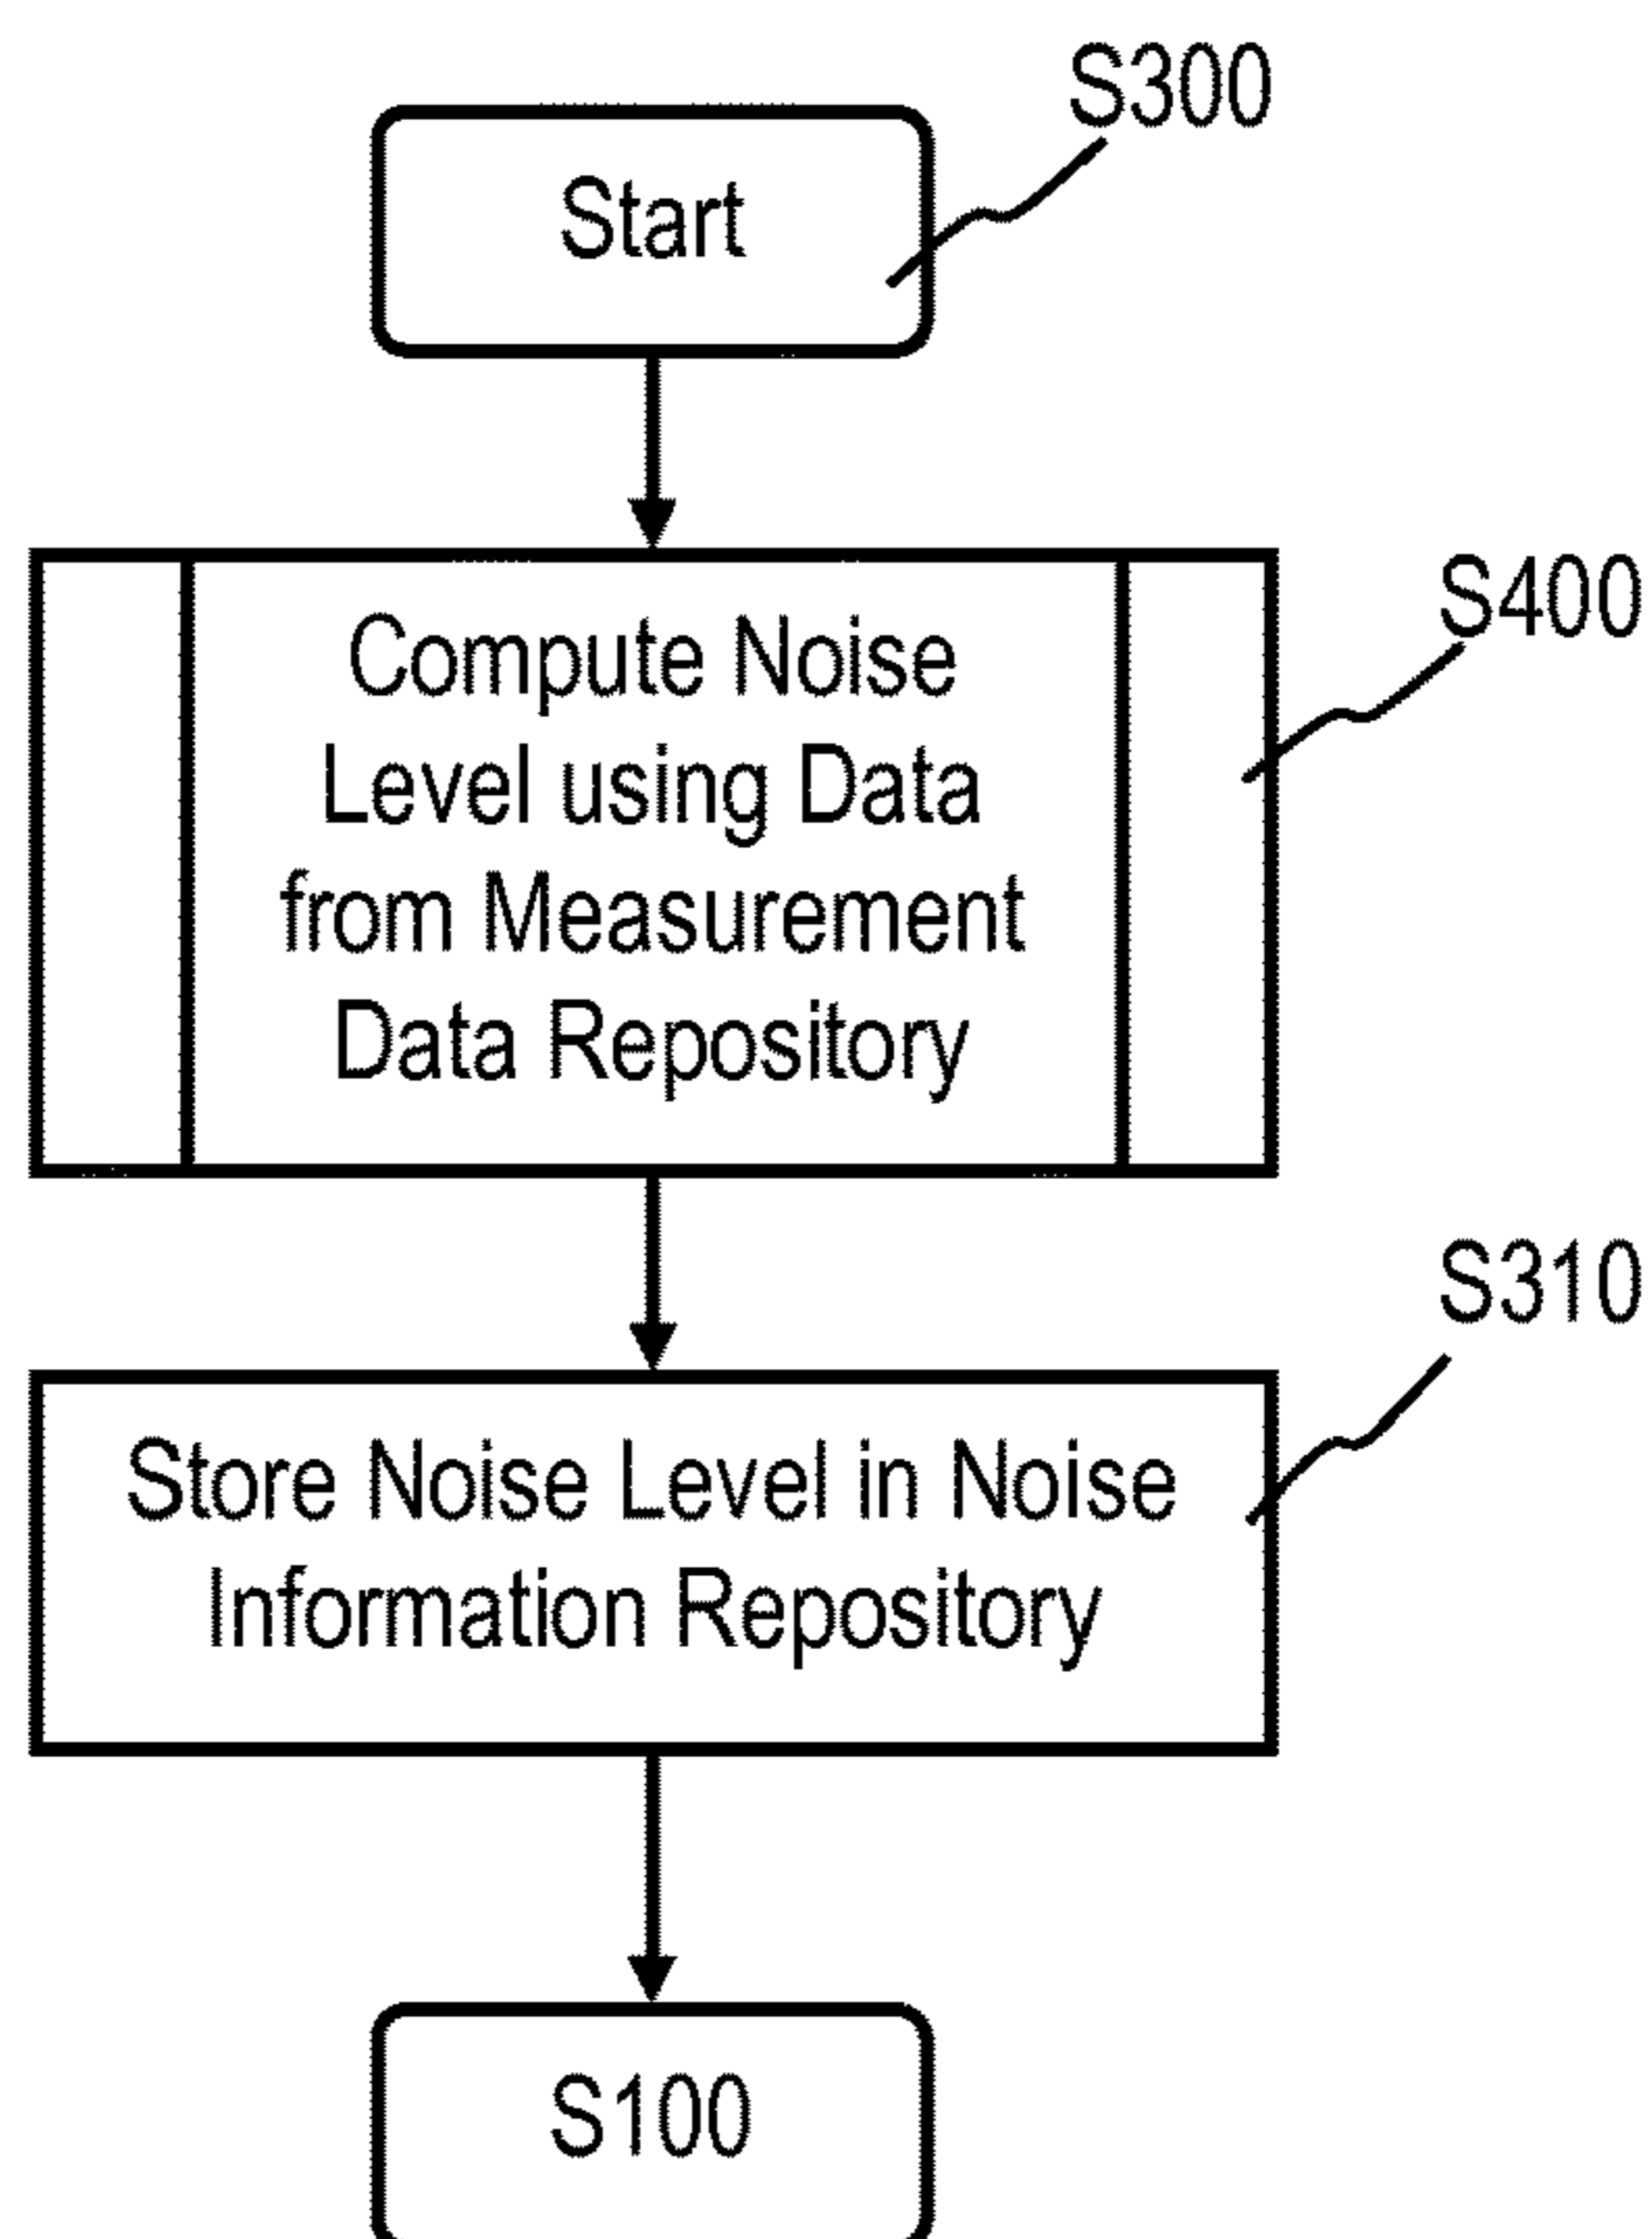 S300
Start
S400
Compute Noise
Level using Data
from Measurement
Data Repository
S310
Store Noise Level in Noise
Information Repository
S100